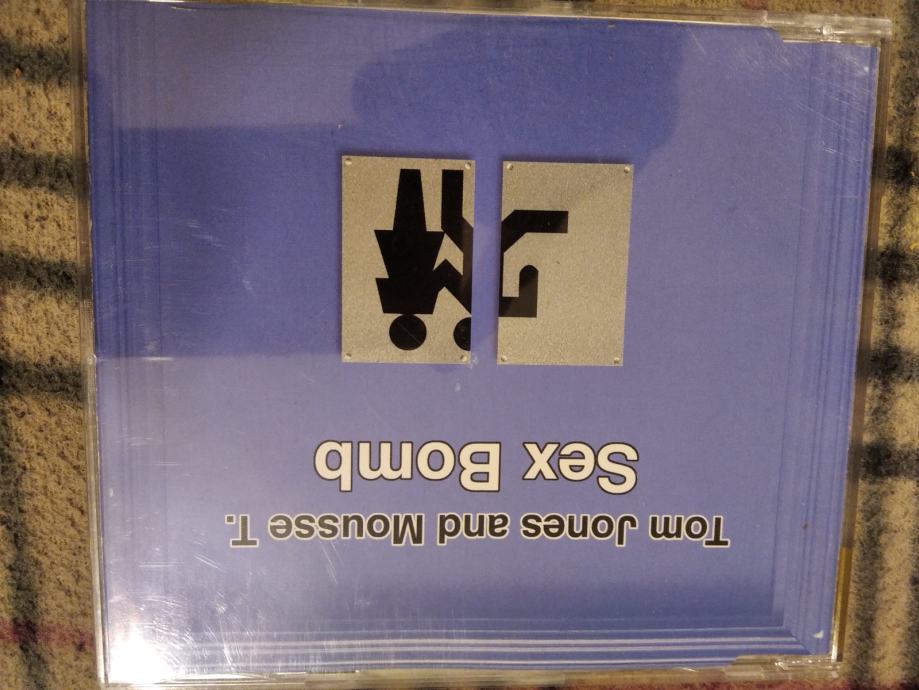 Tom Jones and Mousse T.
Sex Bomb